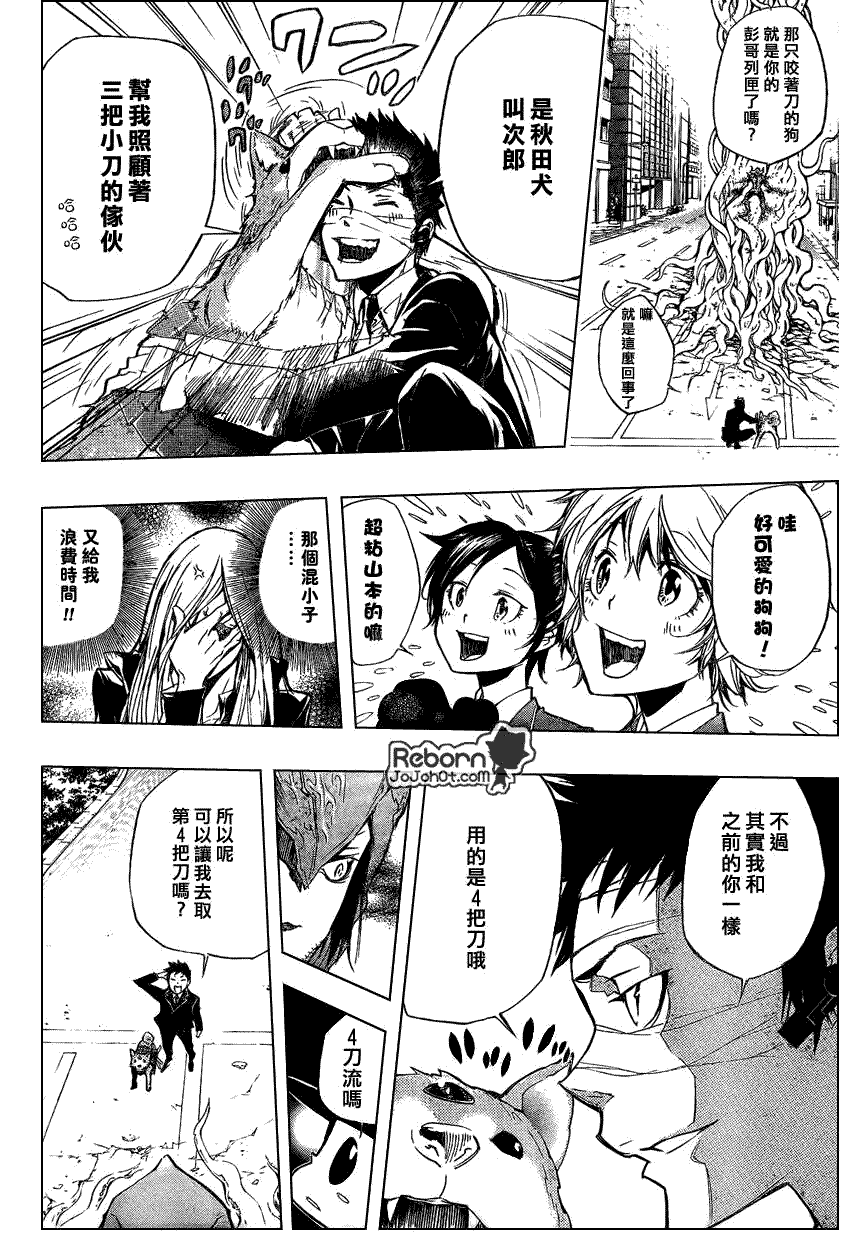 那只咬著刀的狗
就是你的
彭哥列匣了嗎?
嘛
就是這麼回事了
是秋田犬
叫次郎
幫我照顧著
三把小刀的傢伙
哈哈哈
ワワ
哇
好可愛的狗狗!
超粘山本的嘛
那個混小子
……
又給我
浪費時間!!
Reborn
JoJoHOt.com
不過
其實我和
之前的你一樣
用的是4把刀哦
4刀流嗎
所以呢
可以讓我去取
第4把刀嗎?